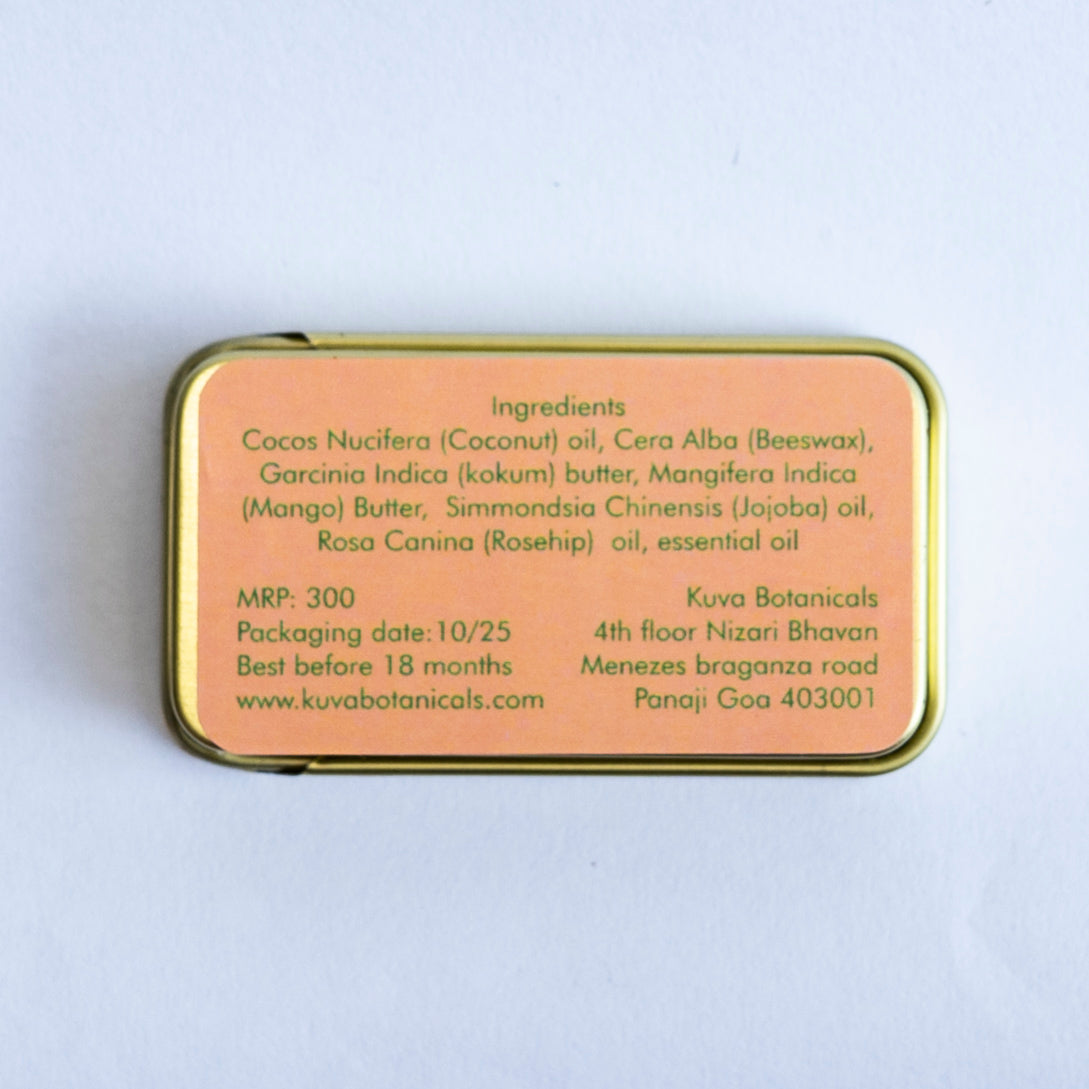 Ingredients
Cocos Nucifera (Coconut) oil, Cera Alba (Beeswax),
Garcinia Indica (kokum) butter, Mangifera Indica
(Mango) Butter, Simmondsia Chinensis (Jojoba) oil,
Rosa Canina (Rosehip) oil, essential oil
MRP: 300
Packaging date:10/25
Best before 18 months
www.kuvabotanicals.com
Kuva Botanicals
4th floor Nizari Bhavan
Menezes braganza road
Panaji Goa 403001